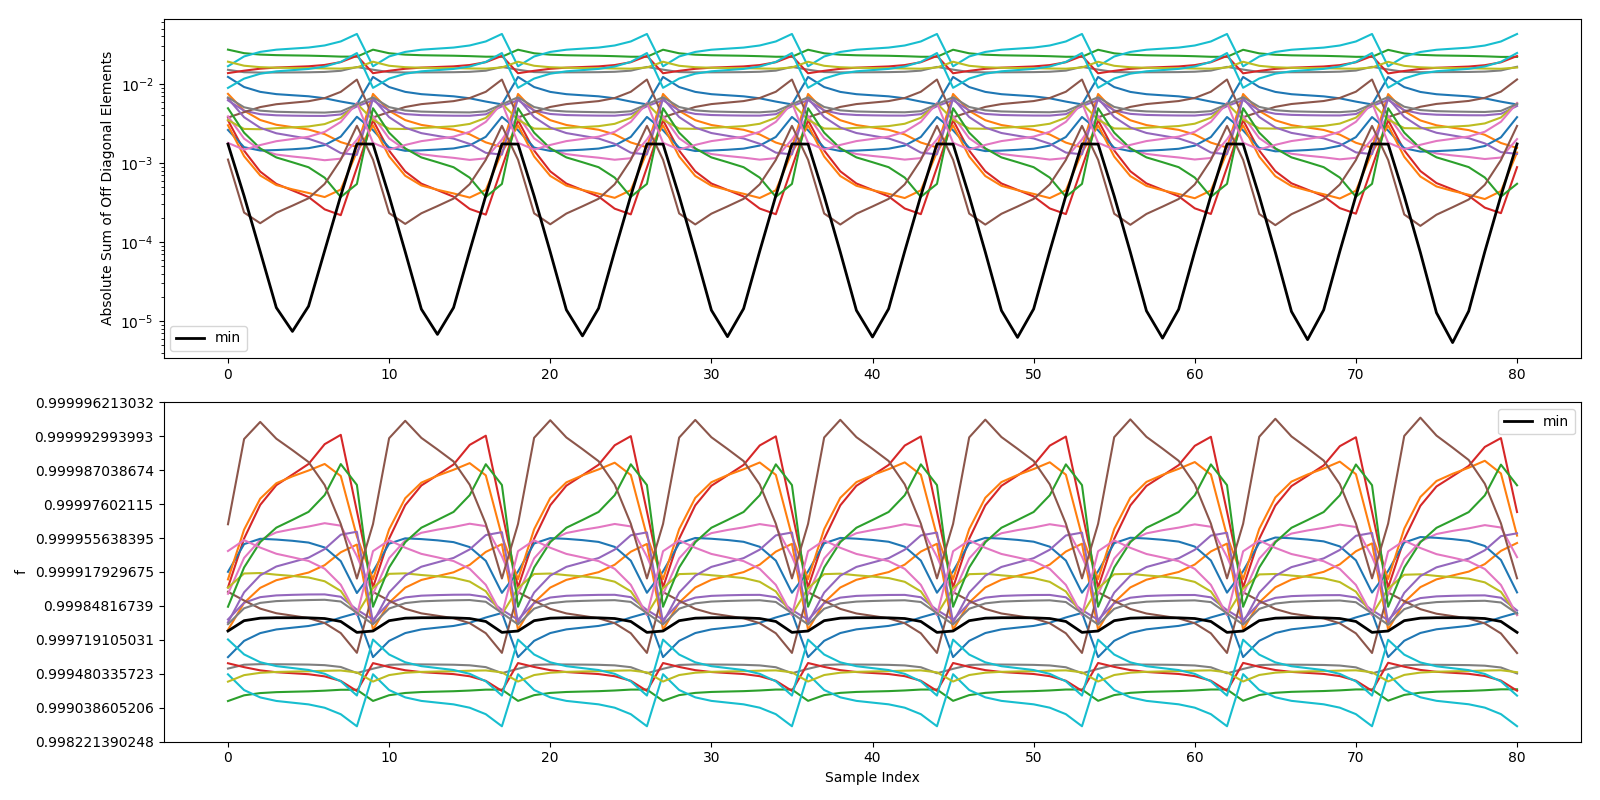 Absolute Sum of Off Diagonal Elements
10⁻²
10⁻³
10⁻⁴
10⁻⁵
min
0 10 20 30 40 50 60 70 80
f
0.999996213032
0.999992993993
0.999987038674
0.99997602115
0.999955638395
0.999917929675
0.99984816739
0.999719105031
0.999480335723
0.999038605206
0.998221390248
min
0 10 20 30 40 50 60 70 80
Sample Index